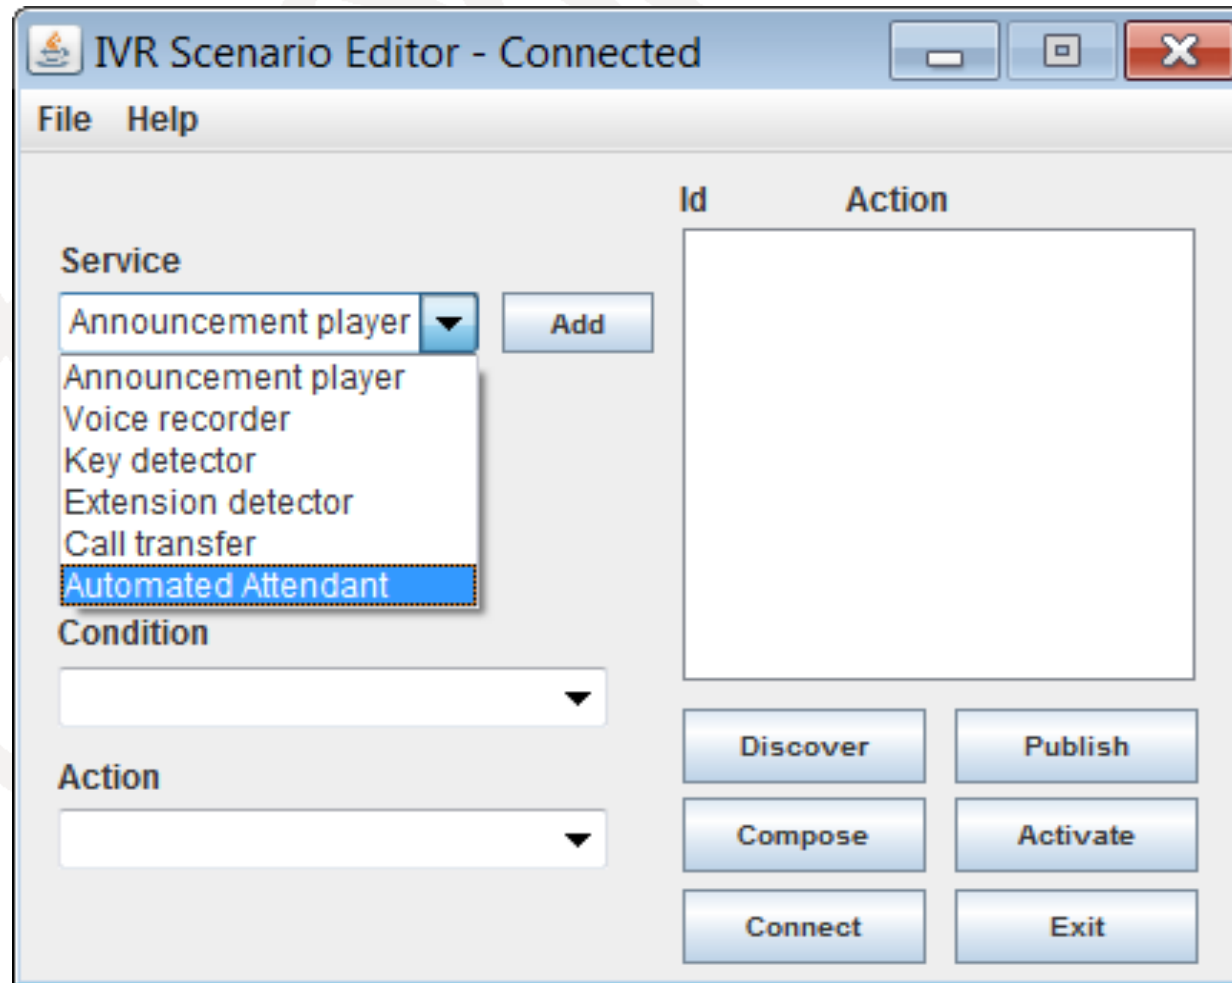 IVR Scenario Editor - Connected
File Help
Id Action
Service
Announcement player
Add
Announcement player
Voice recorder
Key detector
Extension detector
Call transfer
Automated Attendant
Condition
Action
Discover Publish
Compose Activate
Connect Exit